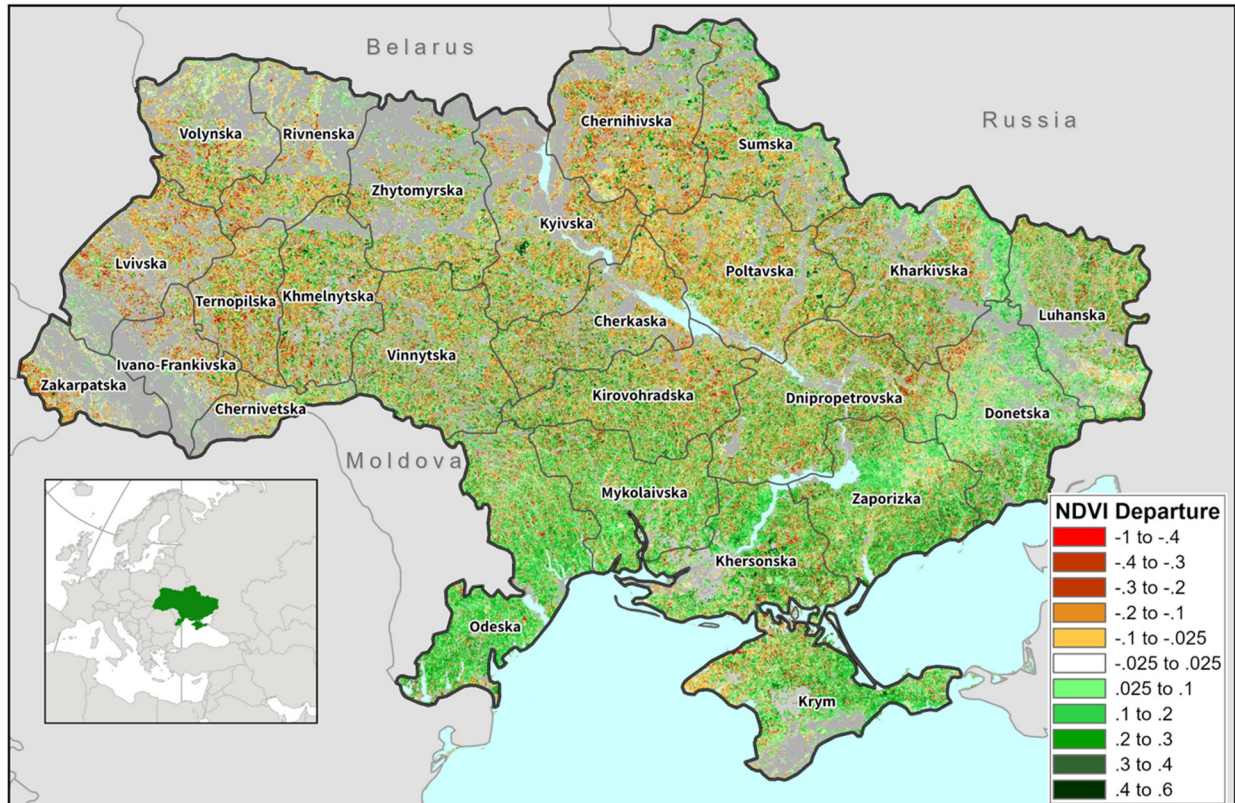 Belarus
Russia
Chernihivska
Volynska
Rivnenska
Sumska
Zhytomyrska
Kyivska
Lvivska
Poltavska
Kharkivska
Ternopilska
Khmelnytska
Luhanska
Cherkaska
Vinnytska
Ivano-Frankivska
Zakarpatska
Kirovohradska
Dnipropetrovska
Chernivetska
Donetska
Moldova
Mykolaivska
Zaporizka
Khersonska
Odeska
Krym
NDVI Departure
-1 to -.4
-.4 to -.3
-.3 to -.2
-.2 to -.1
-.1 to -.025
-.025 to .025
.025 to .1
.1 to .2
.2 to .3
.3 to .4
.4 to .6